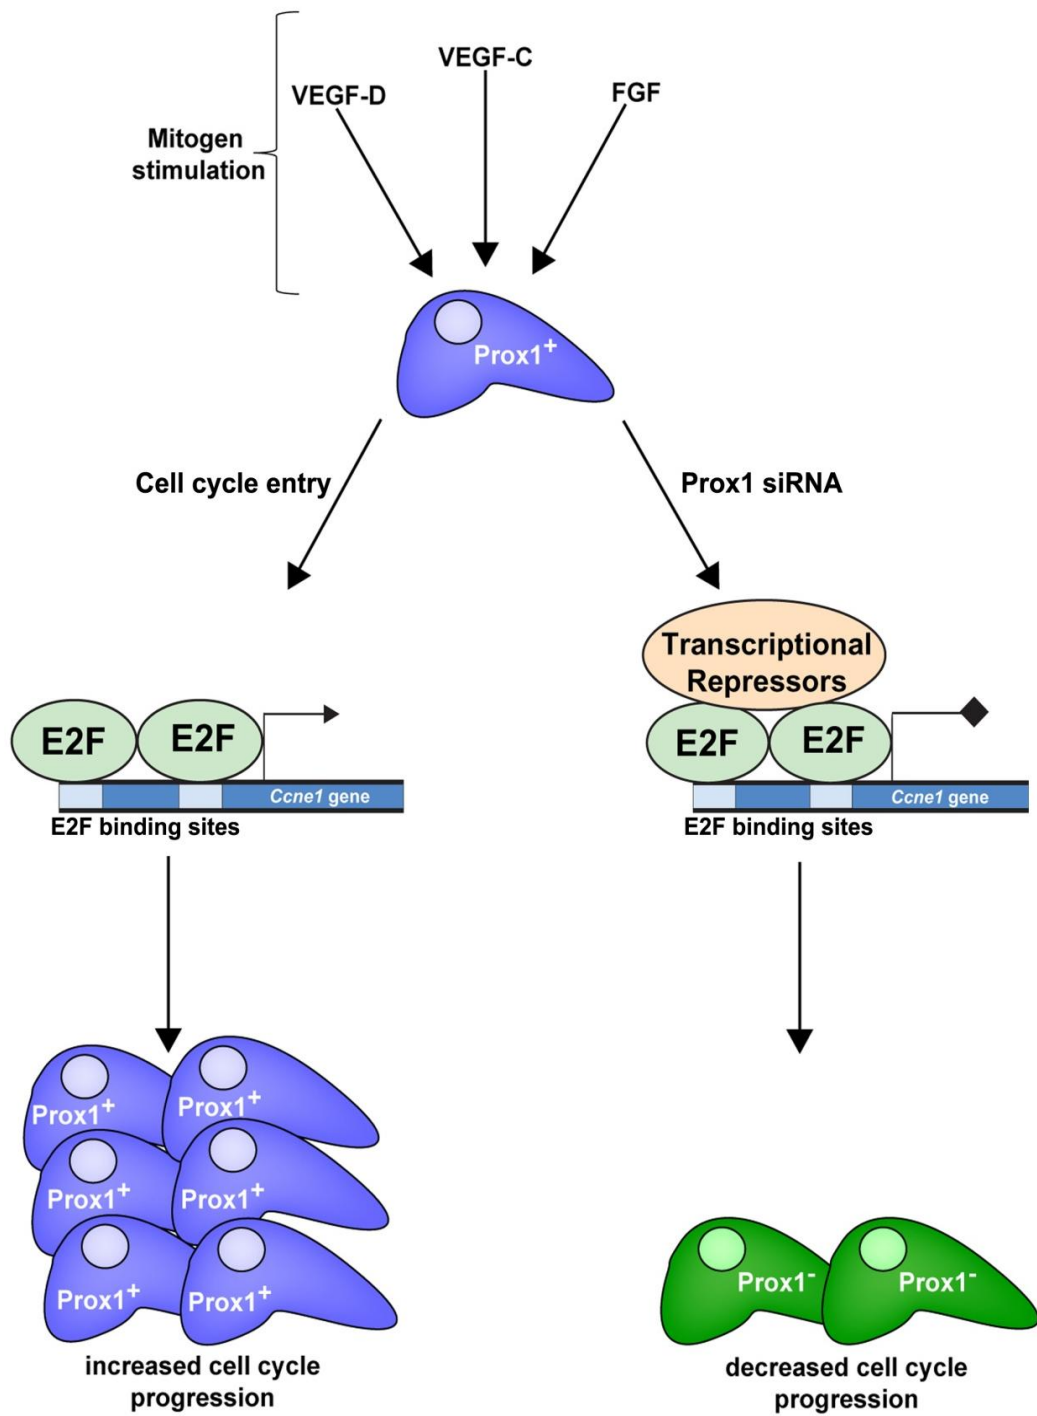 VEGF-C
VEGF-D
FGF
Mitogen
stimulation
Prox1⁺
Cell cycle entry
Prox1 siRNA
Transcriptional
Repressors
E2F
E2F
Ccne1 gene
E2F binding sites
E2F
E2F
Ccne1 gene
E2F binding sites
Prox1⁺
Prox1⁺
Prox1⁺
Prox1⁺
Prox1⁺
Prox1⁺
increased cell cycle
progression
Prox1⁻
Prox1⁻
decreased cell cycle
progression